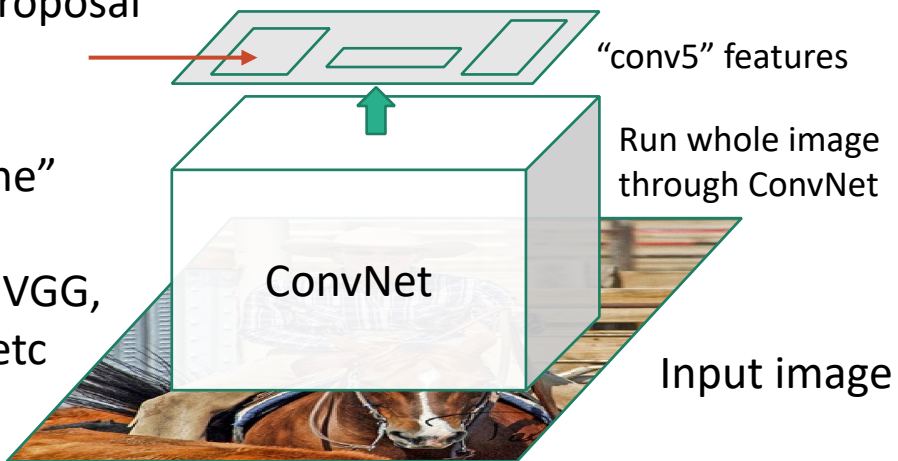 roposal
“conv5” features
Run whole image
through ConvNet
ne”
ConvNet
VGG,
etc
Input image